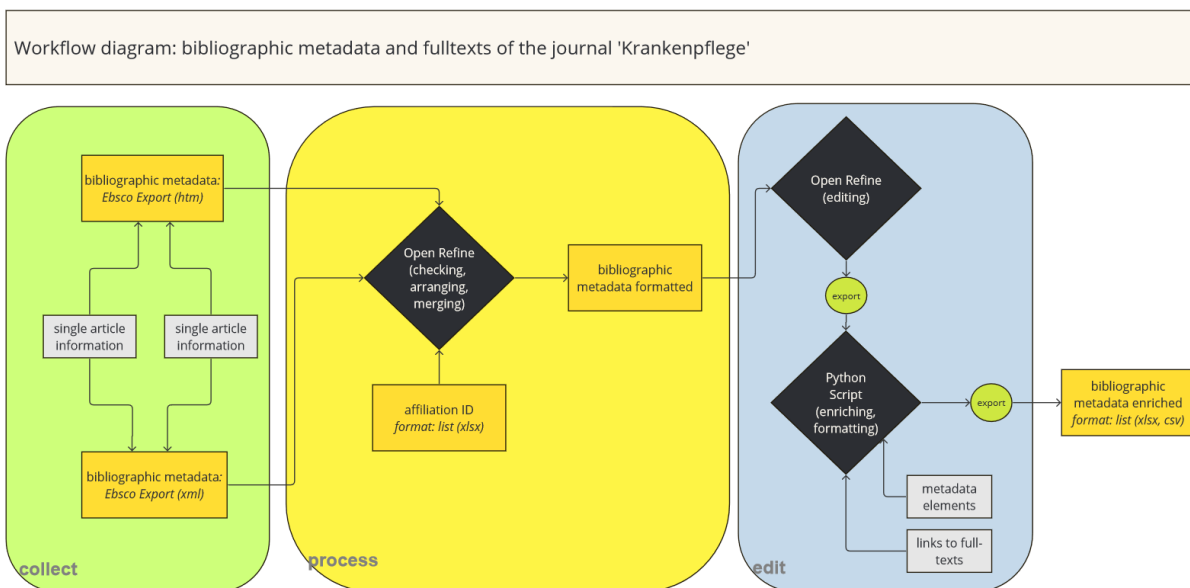 Workflow diagram: bibliographic metadata and fulltexts of the journal 'Krankenpflege'
bibliographic metadata:
Ebsco Export (htm)
single article
information
single article
information
bibliographic metadata:
Ebsco Export (xml)
collect
Open Refine
(checking,
arranging,
merging)
affiliation ID
format: list (xlsx)
bibliographic
metadata formatted
process
Open Refine
(editing)
export
Python
Script
(enriching,
formatting)
export
metadata
elements
links to full-
texts
edit
bibliographic
metadata enriched
format: list (xlsx, csv)